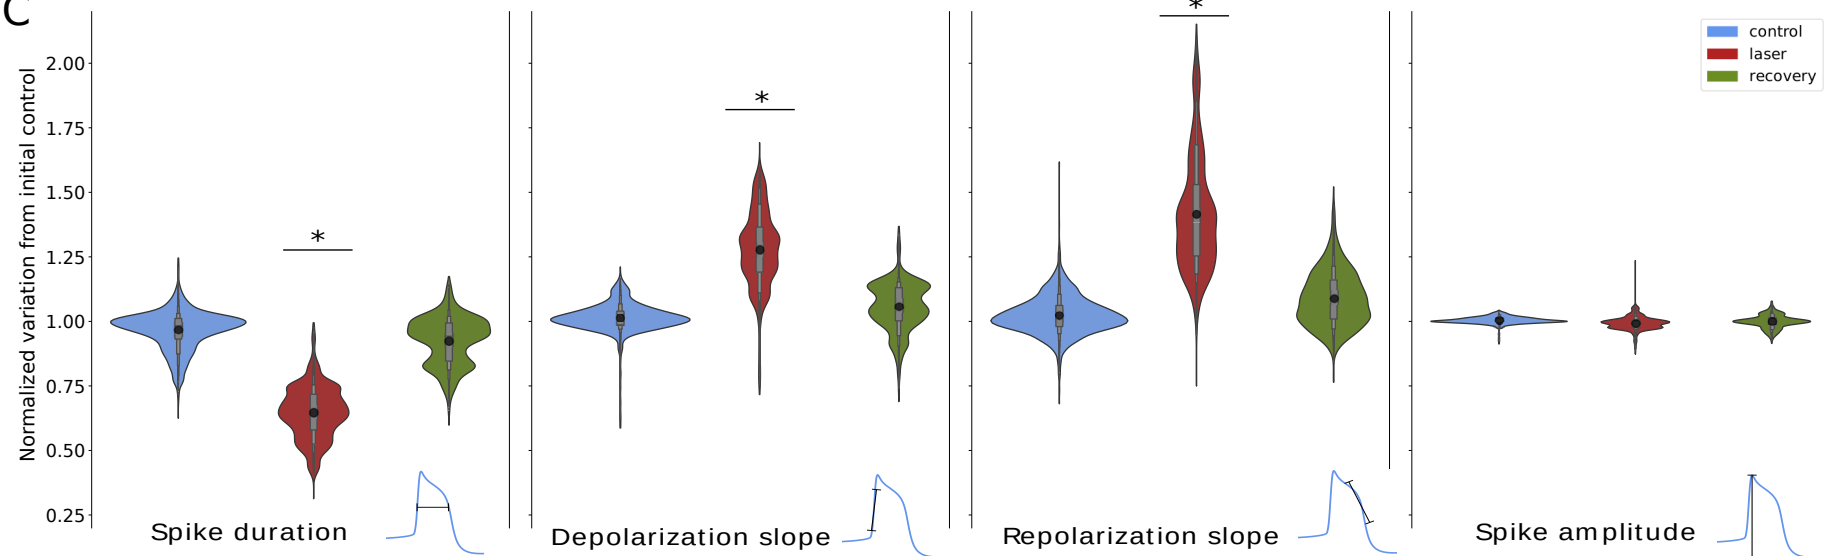 C
Normalized variation from initial control
2.00
1.75
1.50
1.25
1.00
0.75
0.50
0.25
*
*
*
control
laser
recovery
Spike duration
Depolarization slope
Repolarization slope
Spike amplitude